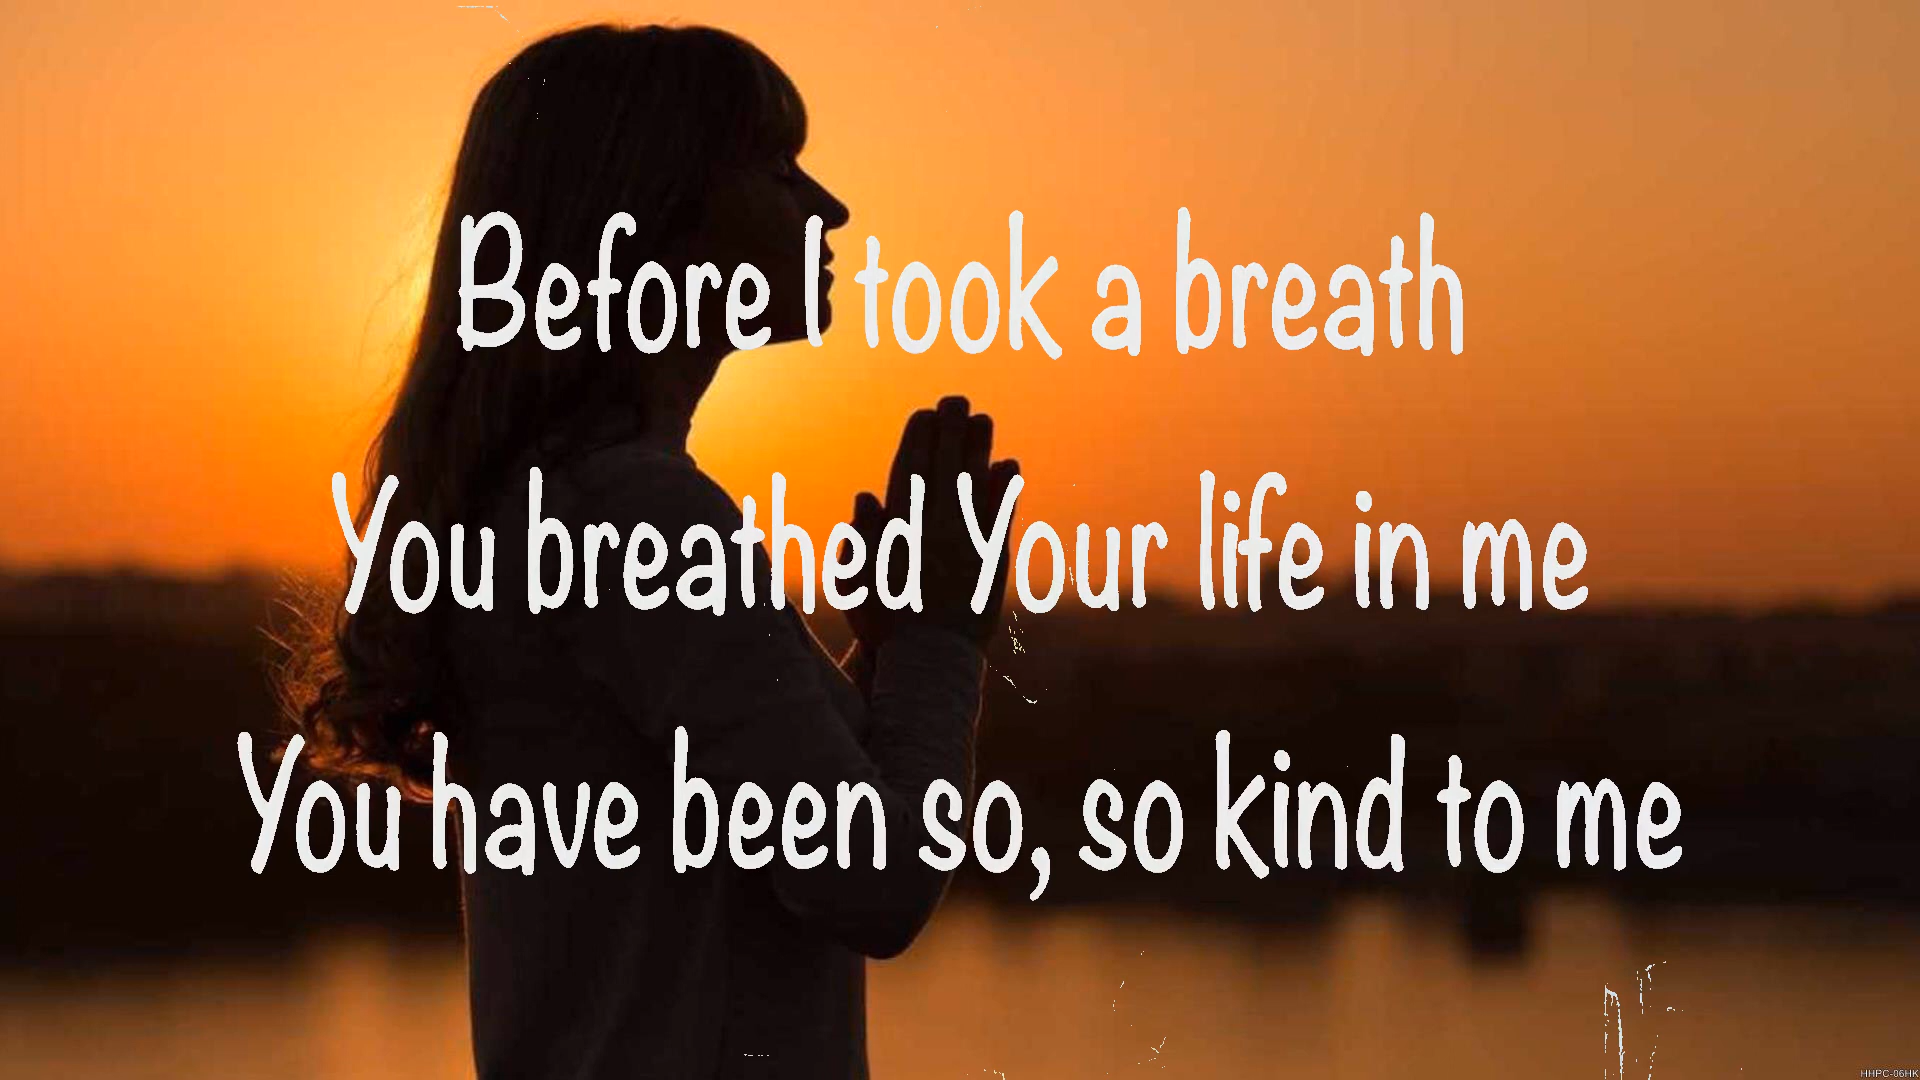 Before I took a breath
You breathed Your life in me
You have been so, so kind to me
HHPC-06HK